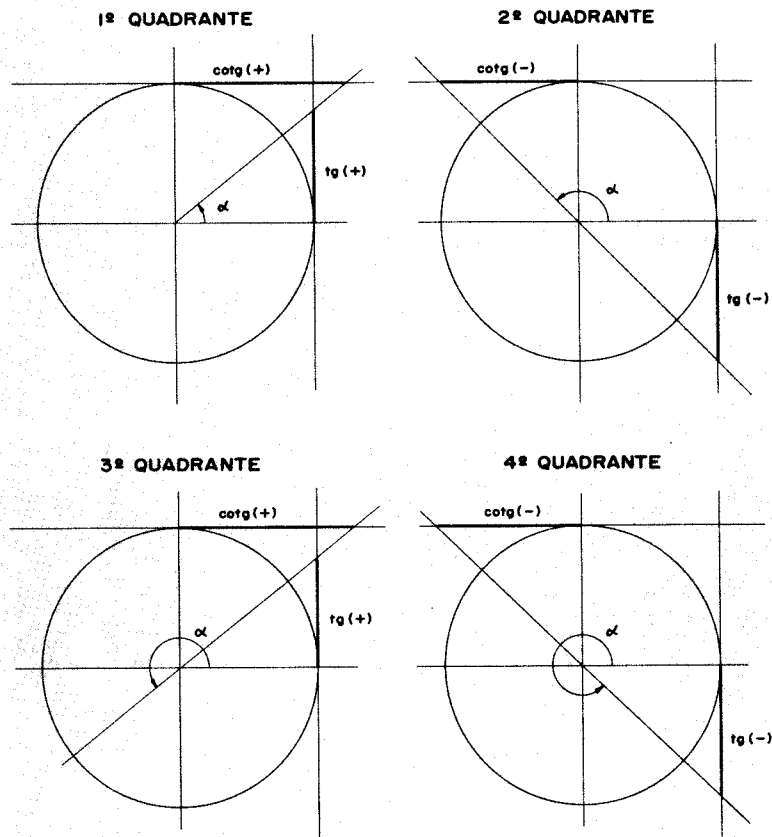 1º QUADRANTE
cotg (+)
tg (+)
α
2º QUADRANTE
cotg (-)
α
tg (-)
3º QUADRANTE
cotg (+)
tg (+)
α
4º QUADRANTE
cotg (-)
α
tg (-)